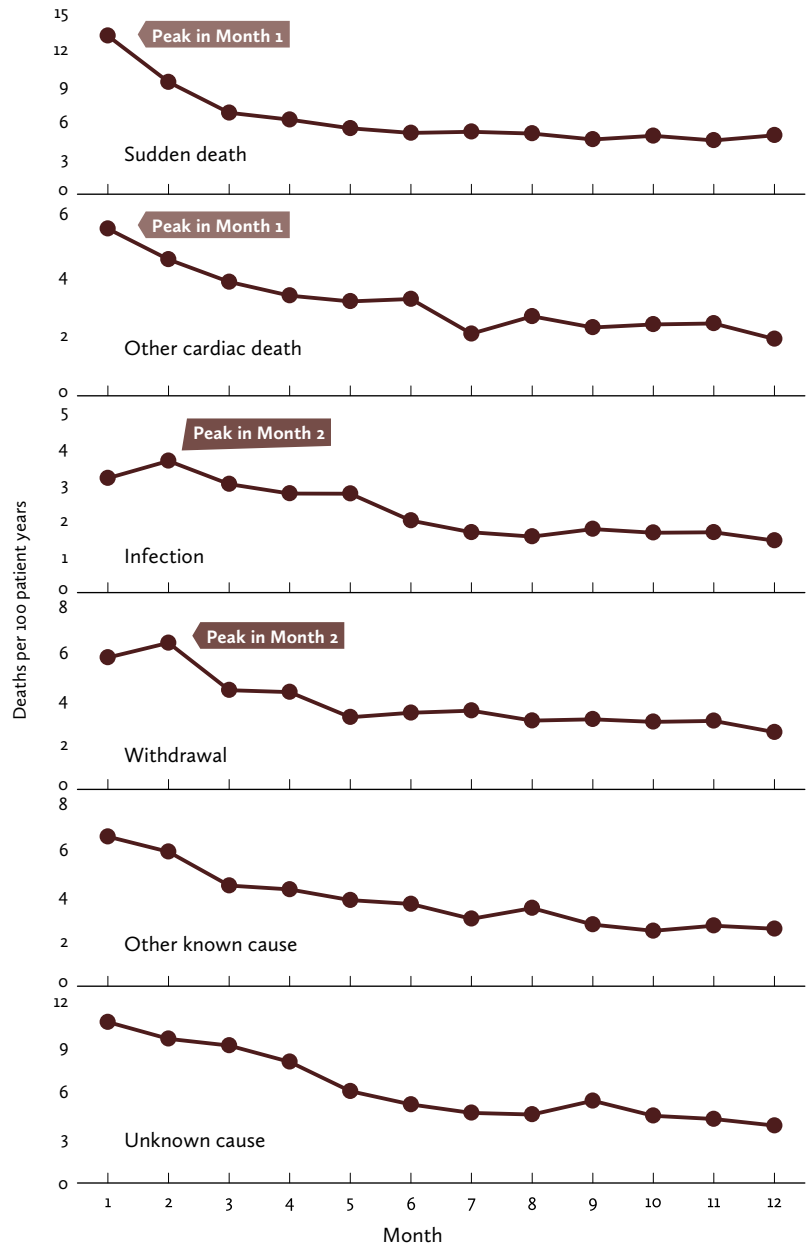 15
Peak in Month 1
12
9
6
3
Sudden death
0
6
Peak in Month 1
4
2
Other cardiac death
0
5
4
Peak in Month 2
3
2
1
Infection
0
8
6
Peak in Month 2
4
2
Withdrawal
0
8
6
4
2
Other known cause
0
12
9
6
3
Unknown cause
0
1 2 3 4 5 6 7 8 9 10 11 12
Month
Deaths per 100 patient years